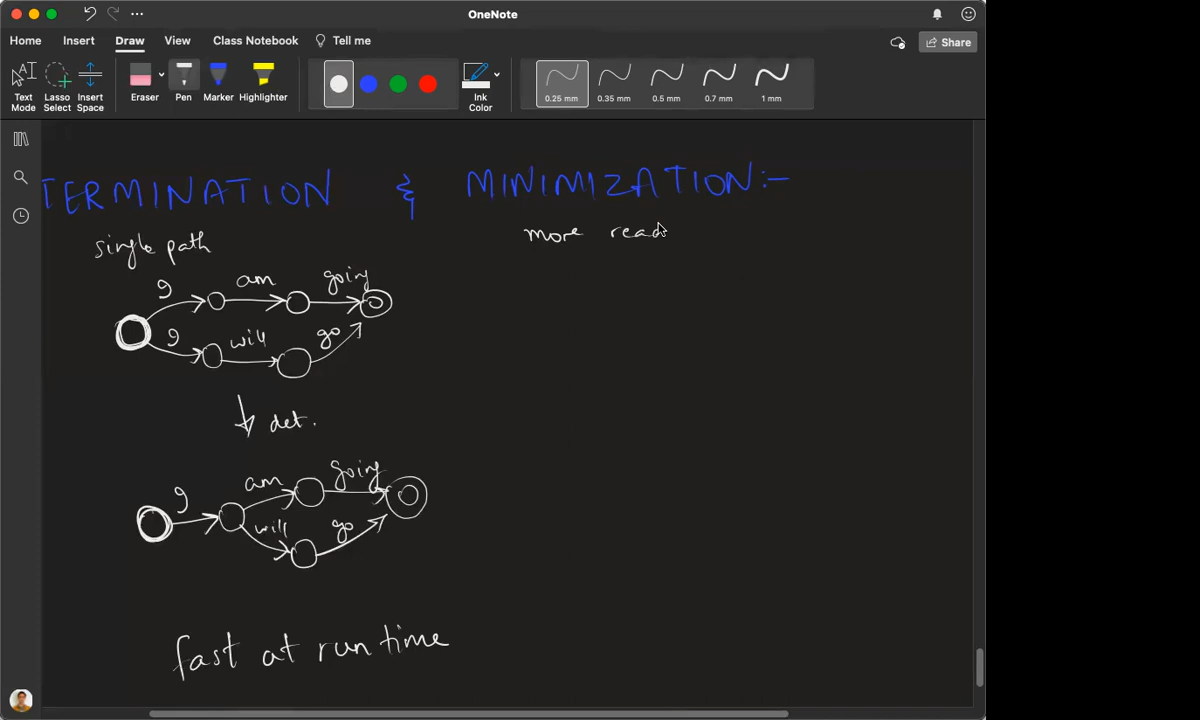 OneNote
Home Insert Draw View Class Notebook Tell me Share
Text Mode
Lasso Select
Insert Space
Eraser
Pen
Marker
Highlighter
Ink Color
0.25 mm 0.35 mm 0.5 mm 0.7 mm 1 mm
TERMINATION & MINIMIZATION:-
single path
more read
I am going
I will go
det.
I am going
will go
fast at run time